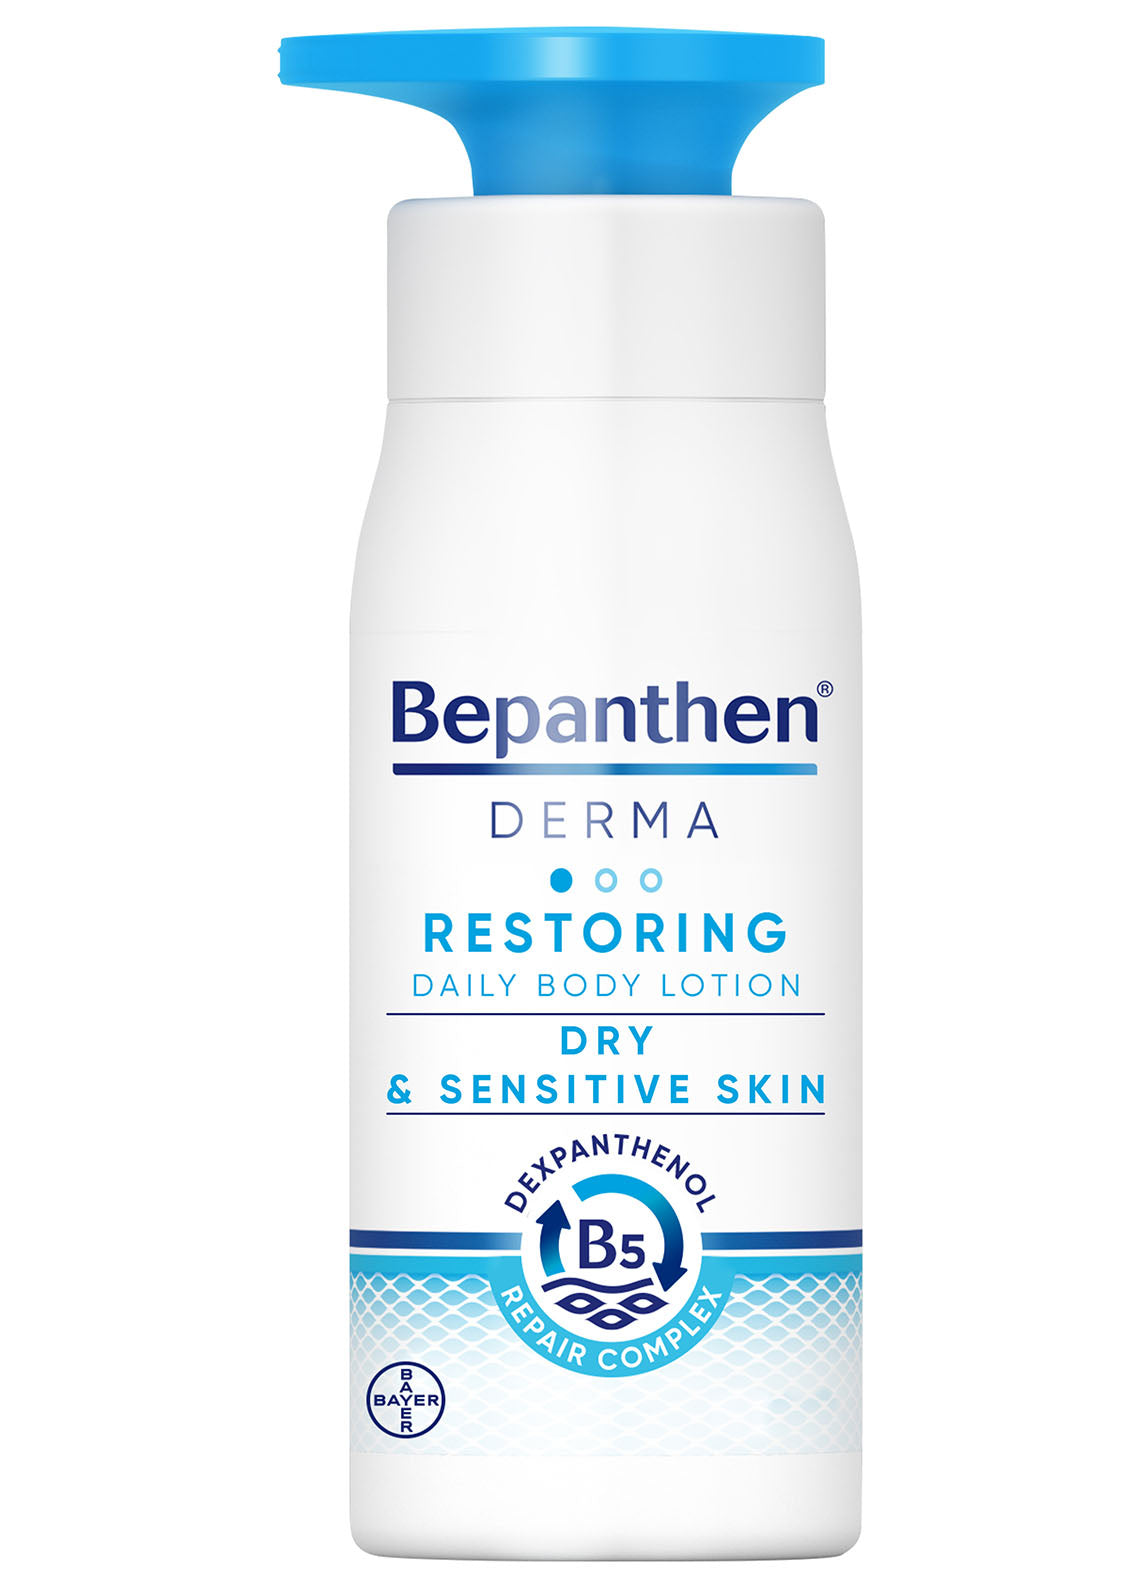 Bepanthen®
DERMA
RESTORING
DAILY BODY LOTION
DRY
& SENSITIVE SKIN
DEXPANTHENOL
B5
REPAIR COMPLEX
BAYER
BAYER